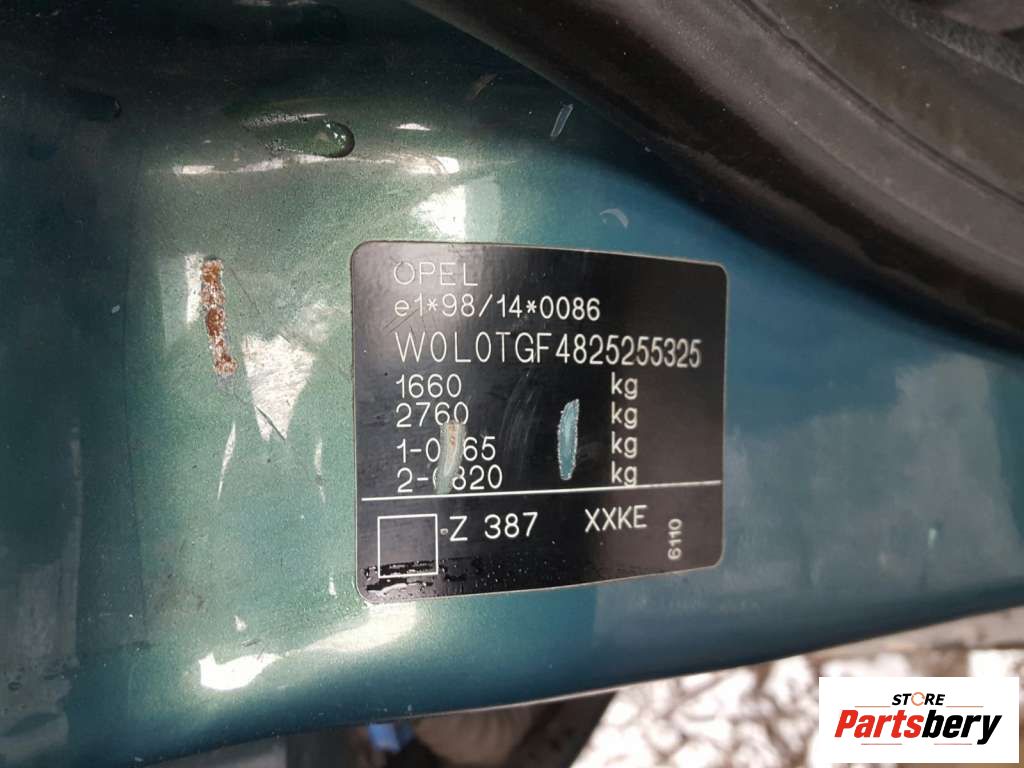 OPEL
e1*98/14*0086
W0L0TGF4825255325
1660 kg
2760 kg
kg
kg
Z 387 XXKE
6110
STORE
Partsbery